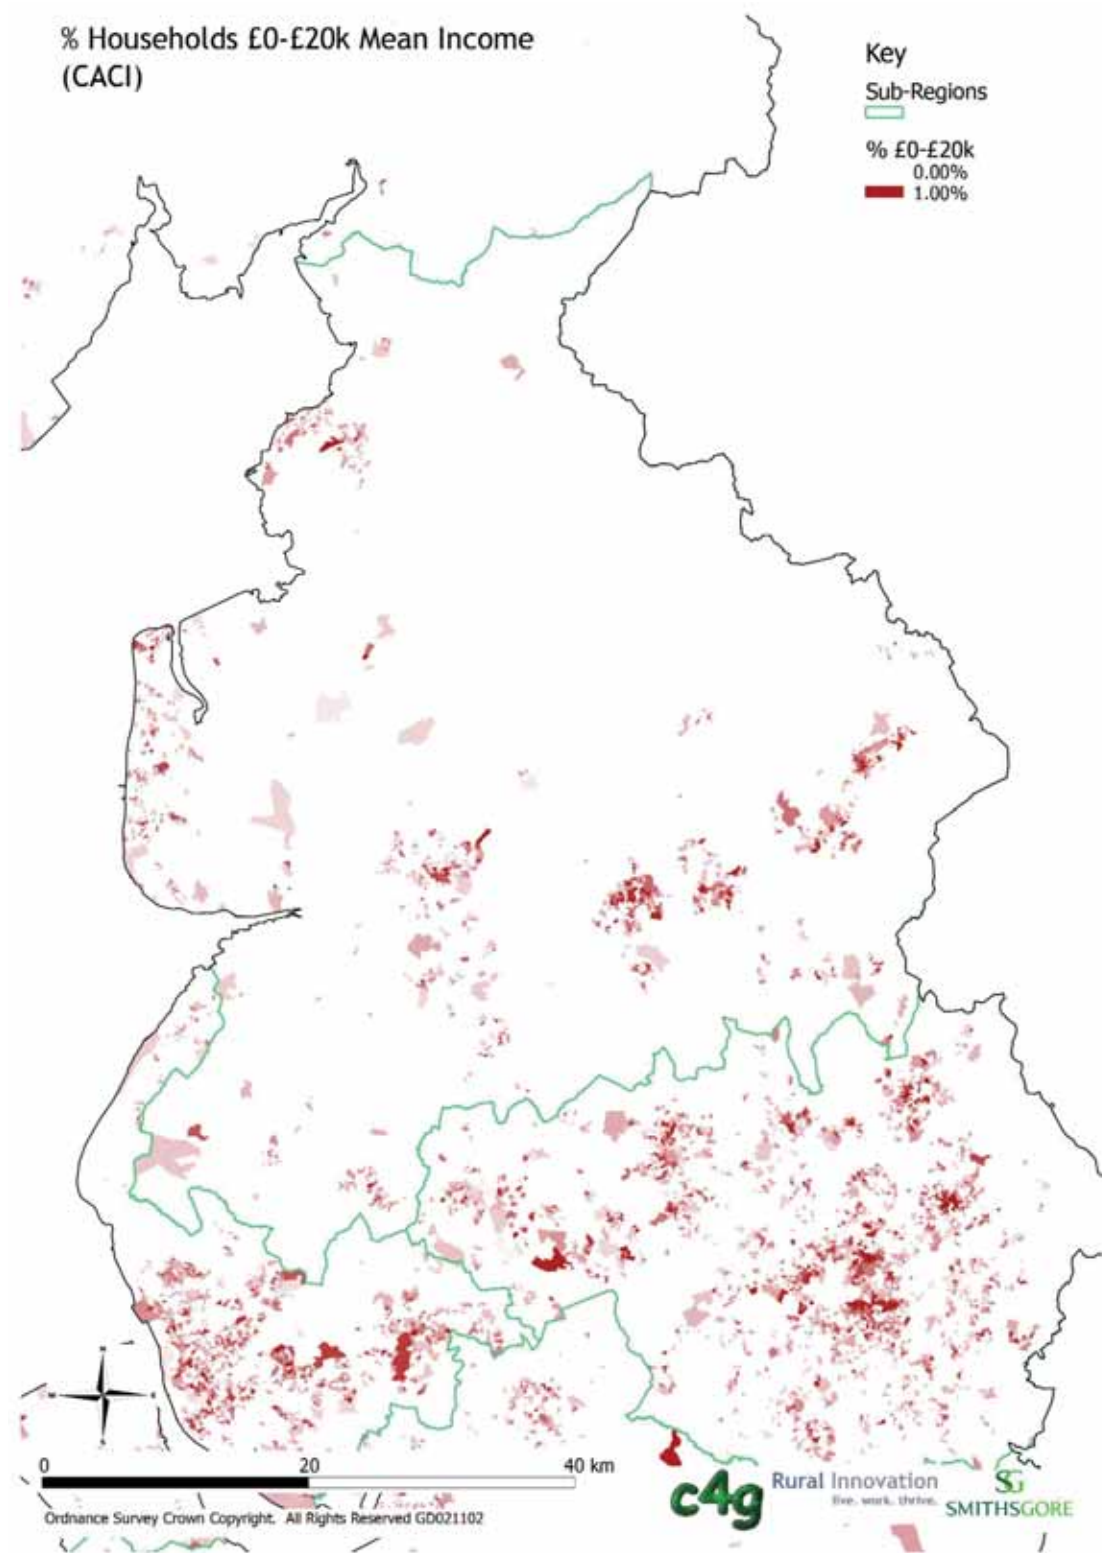 % Households £0-£20k Mean Income
(CACI)
Key
Sub-Regions
% £0-£20k
0.00%
1.00%
0
20
40 km
Ordnance Survey Crown Copyright. All Rights Reserved GD021102
c4g
Rural Innovation
live. work. thrive.
SG
SMITHSGORE